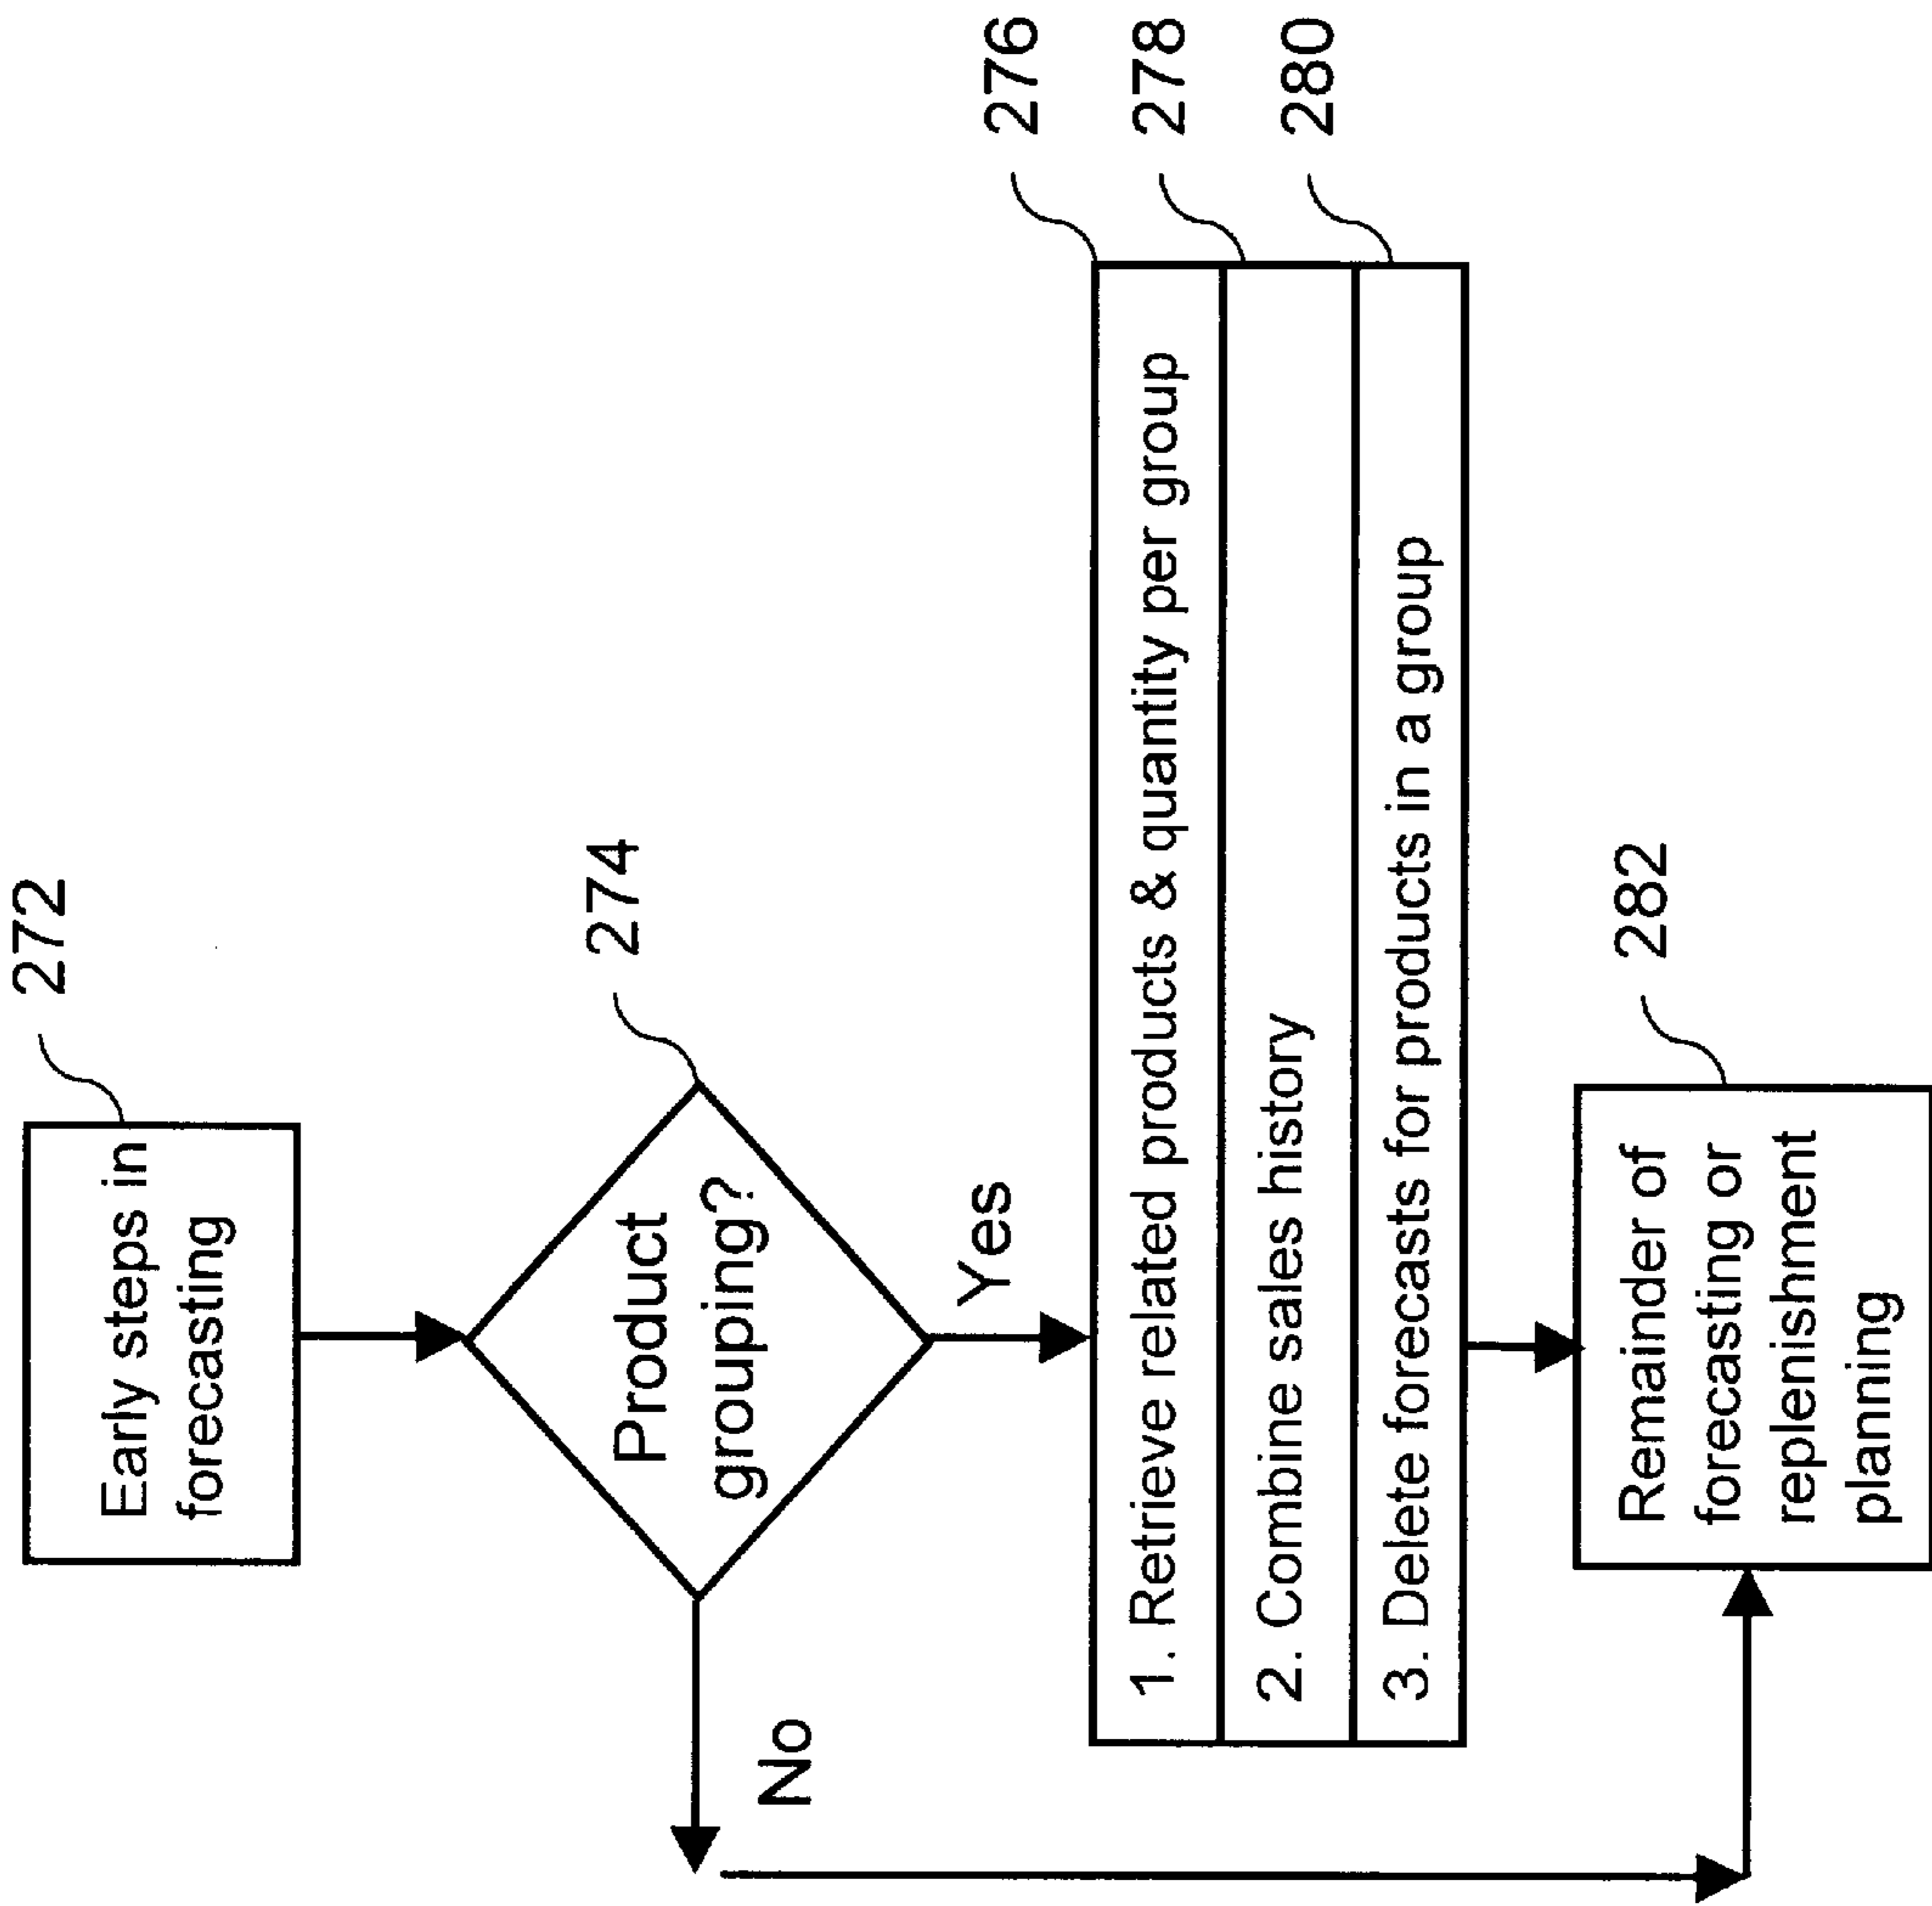 272
Early steps in
forecasting
274
Product
grouping?
No
Yes
276
1. Retrieve related products & quantity per group
278
2. Combine sales history
280
3. Delete forecasts for products in a group
282
Remainder of
forecasting or
replenishment
planning